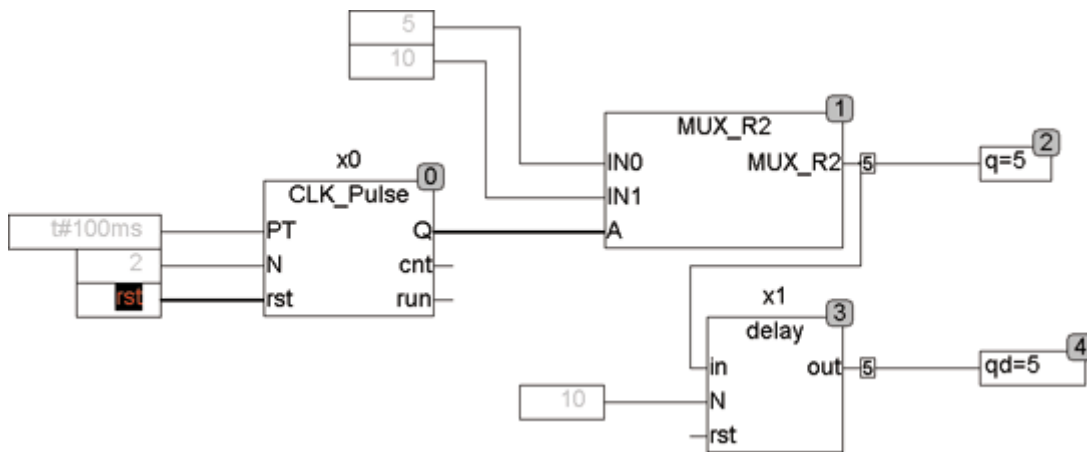 5
10
1
MUX_R2
IN0
MUX_R2
5
2
q=5
IN1
A
x0
0
CLK_Pulse
t#100ms
PT
Q
2
N
cnt
rst
rst
run
x1
3
delay
in
out
5
4
qd=5
10
N
rst